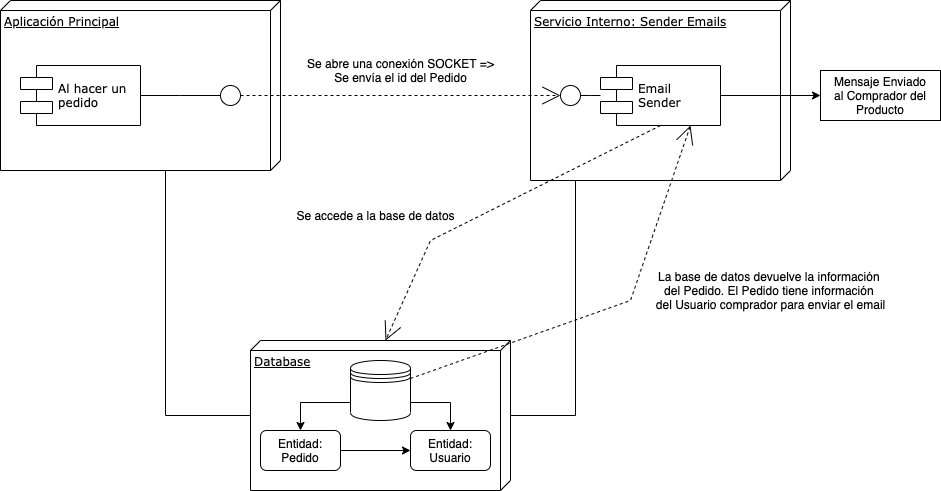 Aplicación Principal
Al hacer un
pedido
Se abre una conexión SOCKET =>
Se envía el id del Pedido
Servicio Interno: Sender Emails
Email
Sender
Mensaje Enviado
al Comprador del
Producto
Se accede a la base de datos
La base de datos devuelve la información
del Pedido. El Pedido tiene información
del Usuario comprador para enviar el email
Database
Entidad:
Pedido
Entidad:
Usuario